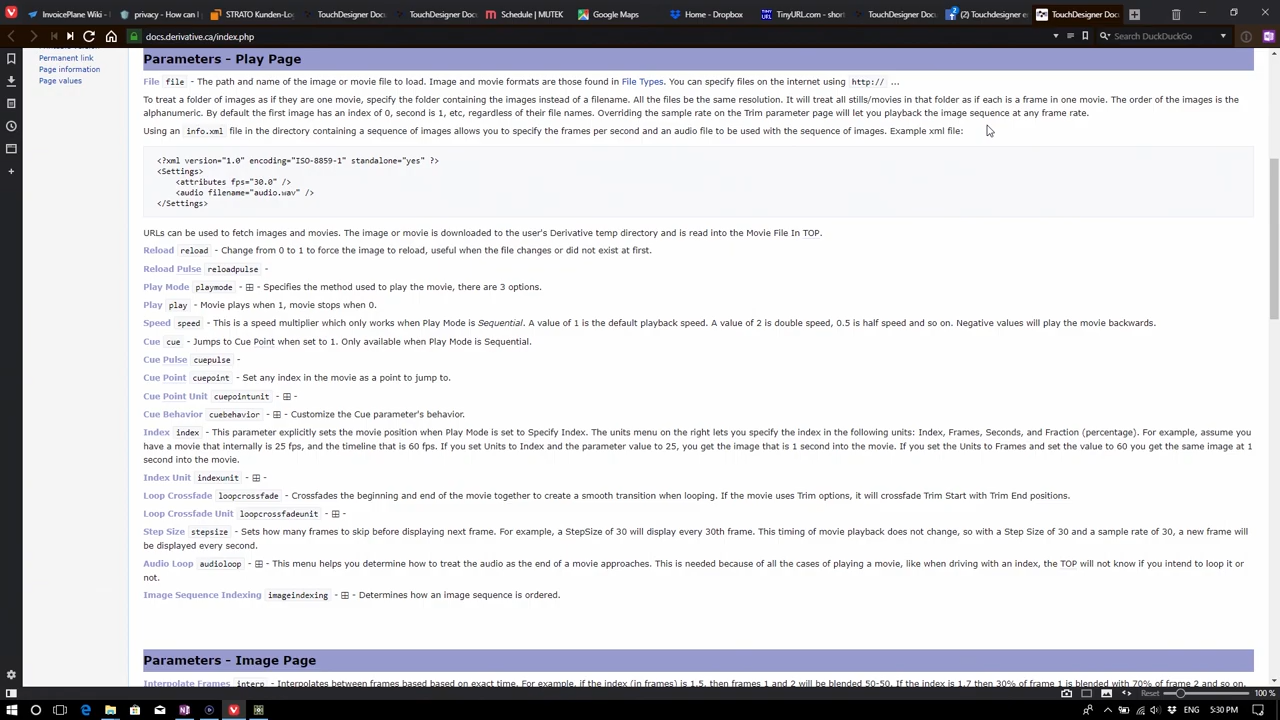 InvoicePlane Wiki -
privacy - How can I
STRATO Kunden-Log
TouchDesigner Doc
TouchDesigner Doc
Schedule | MUTEK
Google Maps
Home - Dropbox
TinyURL.com - short
TouchDesigner Doc
(2) Touchdesigner e
TouchDesigner Doc
docs.derivative.ca/index.php
Search DuckDuckGo
Permanent link
Page information
Page values
Parameters - Play Page
File file - The path and name of the image or movie file to load. Image and movie formats are those found in File Types. You can specify files on the internet using http:// ...
To treat a folder of images as if they are one movie, specify the folder containing the images instead of a filename. All the files be the same resolution. It will treat all stills/movies in that folder as if each is a frame in one movie. The order of the images is the
alphanumeric. By default the first image has an index of 0, second is 1, etc, regardless of their file names. Overriding the sample rate on the Trim parameter page will let you playback the image sequence at any frame rate.
Using an info.xml file in the directory containing a sequence of images allows you to specify the frames per second and an audio file to be used with the sequence of images. Example xml file:
<?xml version="1.0" encoding="ISO-8859-1" standalone="yes" ?>
<Settings>
<attributes fps="30.0" />
<audio filename="audio.wav" />
</Settings>
URLs can be used to fetch images and movies. The image or movie is downloaded to the user's Derivative temp directory and is read into the Movie File In TOP.
Reload reload - Change from 0 to 1 to force the image to reload, useful when the file changes or did not exist at first.
Reload Pulse reloadpulse -
Play Mode playmode - ⊞ - Specifies the method used to play the movie, there are 3 options.
Play play - Movie plays when 1, movie stops when 0.
Speed speed - This is a speed multiplier which only works when Play Mode is Sequential. A value of 1 is the default playback speed. A value of 2 is double speed, 0.5 is half speed and so on. Negative values will play the movie backwards.
Cue cue - Jumps to Cue Point when set to 1. Only available when Play Mode is Sequential.
Cue Pulse cuepulse -
Cue Point cuepoint - Set any index in the movie as a point to jump to.
Cue Point Unit cuepointunit - ⊞ -
Cue Behavior cuebehavior - ⊞ - Customize the Cue parameter's behavior.
Index index - This parameter explicitly sets the movie position when Play Mode is set to Specify Index. The units menu on the right lets you specify the index in the following units: Index, Frames, Seconds, and Fraction (percentage). For example, assume you
have a movie that internally is 25 fps, and the timeline that is 60 fps. If you set Units to Index and the parameter value to 25, you get the image that is 1 second into the movie. If you set the Units to Frames and set the value to 60 you get the same image at 1
second into the movie.
Index Unit indexunit - ⊞ -
Loop Crossfade loopcrossfade - Crossfades the beginning and end of the movie together to create a smooth transition when looping. If the movie uses Trim options, it will crossfade Trim Start with Trim End positions.
Loop Crossfade Unit loopcrossfadeunit - ⊞ -
Step Size stepsize - Sets how many frames to skip before displaying next frame. For example, a StepSize of 30 will display every 30th frame. This timing of movie playback does not change, so with a Step Size of 30 and a sample rate of 30, a new frame will
be displayed every second.
Audio Loop audioloop - ⊞ - This menu helps you determine how to treat the audio as the end of a movie approaches. This is needed because of all the cases of playing a movie, like when driving with an index, the TOP will not know if you intend to loop it or
not.
Image Sequence Indexing imageindexing - ⊞ - Determines how an image sequence is ordered.
Parameters - Image Page
Interpolate Frames interp - Interpolates between frames based based on exact time. For example, if the index (in frames) is 1.5, then frames 1 and 2 will be blended 50-50. If the index is 1.7 then 30% of frame 1 is blended with 70% of frame 2 and so on.
Reset
100 %
ENG
5:30 PM